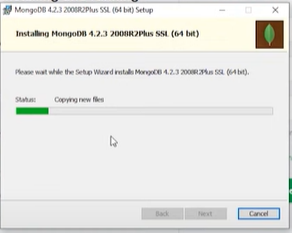 MongoDB 4.2.3 2008R2Plus SSL (64 bit) Setup
Installing MongoDB 4.2.3 2008R2Plus SSL (64 bit)
Please wait while the Setup Wizard installs MongoDB 4.2.3 2008R2Plus SSL (64 bit).
Status: Copying new files
Back Next Cancel